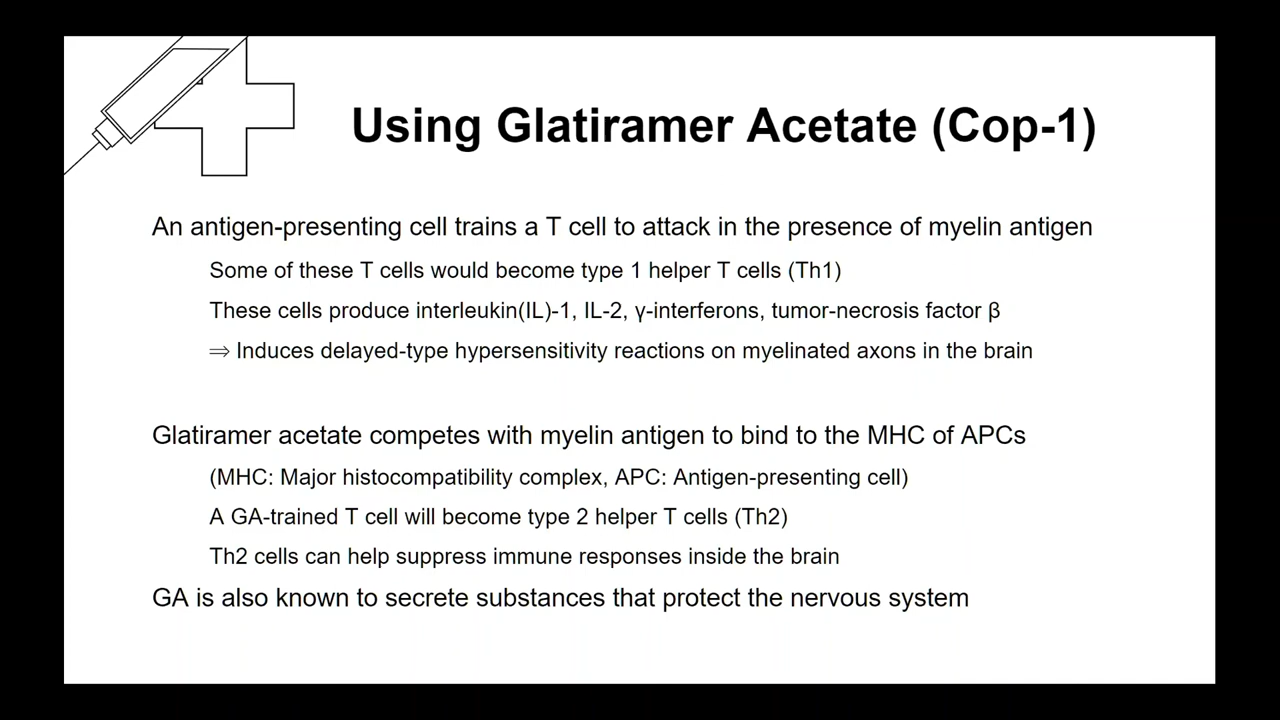 Using Glatiramer Acetate (Cop-1)
An antigen-presenting cell trains a T cell to attack in the presence of myelin antigen
Some of these T cells would become type 1 helper T cells (Th1)
These cells produce interleukin(IL)-1, IL-2, γ-interferons, tumor-necrosis factor β
⇒ Induces delayed-type hypersensitivity reactions on myelinated axons in the brain
Glatiramer acetate competes with myelin antigen to bind to the MHC of APCs
(MHC: Major histocompatibility complex, APC: Antigen-presenting cell)
A GA-trained T cell will become type 2 helper T cells (Th2)
Th2 cells can help suppress immune responses inside the brain
GA is also known to secrete substances that protect the nervous system